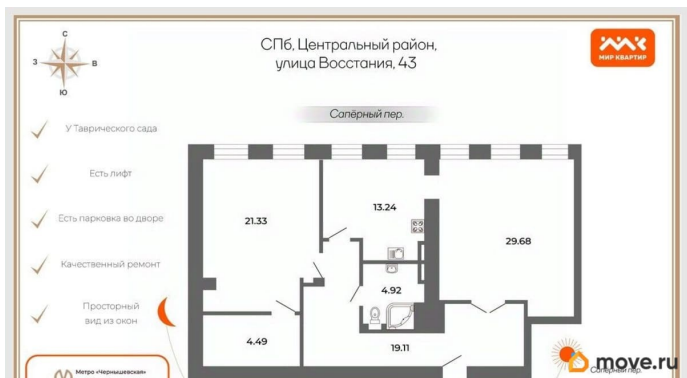 СПб, Центральный район,
улица Восстания, 43
МИР КВАРТИР
С
З
В
Ю
Сапёрный пер.
У Таврического сада
Есть лифт
Есть парковка во дворе
Качественный ремонт
Просторный
вид из окон
21.33
13.24
29.68
4.92
4.49
19.11
Метро «Чернышевская»
Сапёрный пер.
move.ru